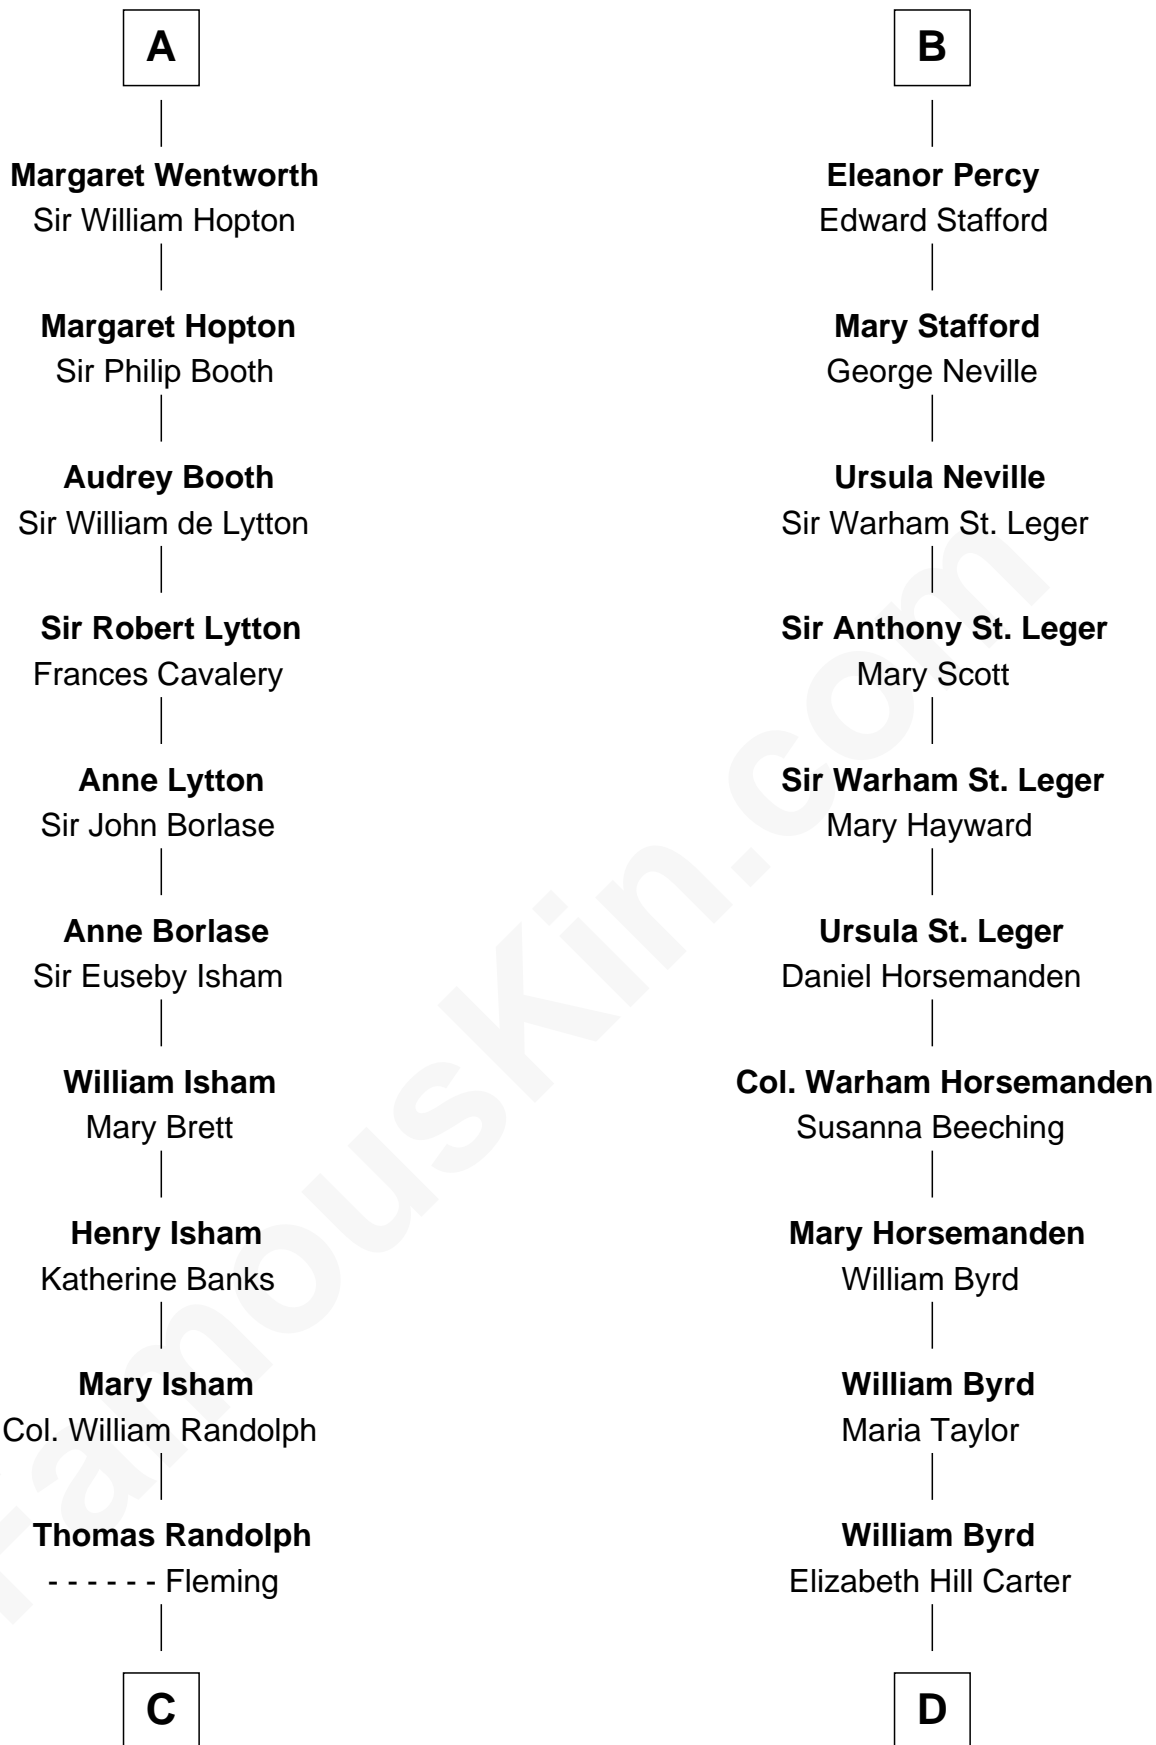 A
Margaret Wentworth
Sir William Hopton
Margaret Hopton
Sir Philip Booth
Audrey Booth
Sir William de Lytton
Sir Robert Lytton
Frances Cavalery
Anne Lytton
Sir John Borlase
Anne Borlase
Sir Euseby Isham
William Isham
Mary Brett
Henry Isham
Katherine Banks
Mary Isham
Col. William Randolph
Thomas Randolph
- - - - - - Fleming
C
B
Eleanor Percy
Edward Stafford
Mary Stafford
George Neville
Ursula Neville
Sir Warham St. Leger
Sir Anthony St. Leger
Mary Scott
Sir Warham St. Leger
Mary Hayward
Ursula St. Leger
Daniel Horsemanden
Col. Warham Horsemanden
Susanna Beeching
Mary Horsemanden
William Byrd
William Byrd
Maria Taylor
William Byrd
Elizabeth Hill Carter
D
FamousKin.com